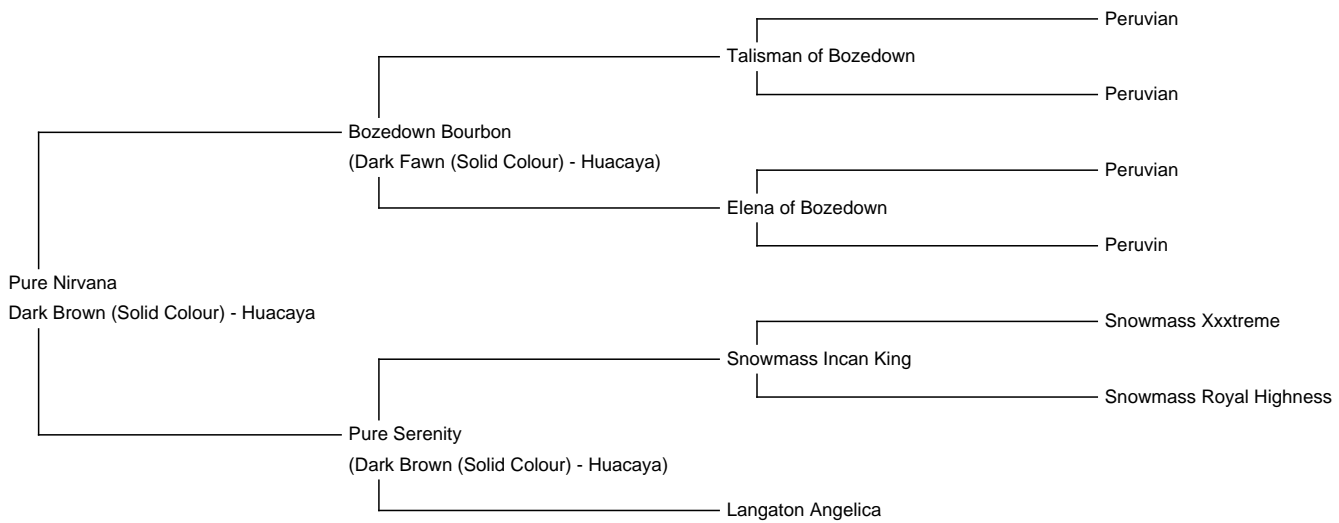 Peruvian
Talisman of Bozedown
Peruvian
Bozedown Bourbon
(Dark Fawn (Solid Colour) - Huacaya)
Peruvian
Elena of Bozedown
Peruvin
Pure Nirvana
Dark Brown (Solid Colour) - Huacaya
Snowmass Xxxtreme
Snowmass Incan King
Snowmass Royal Highness
Pure Serenity
(Dark Brown (Solid Colour) - Huacaya)
Langaton Angelica